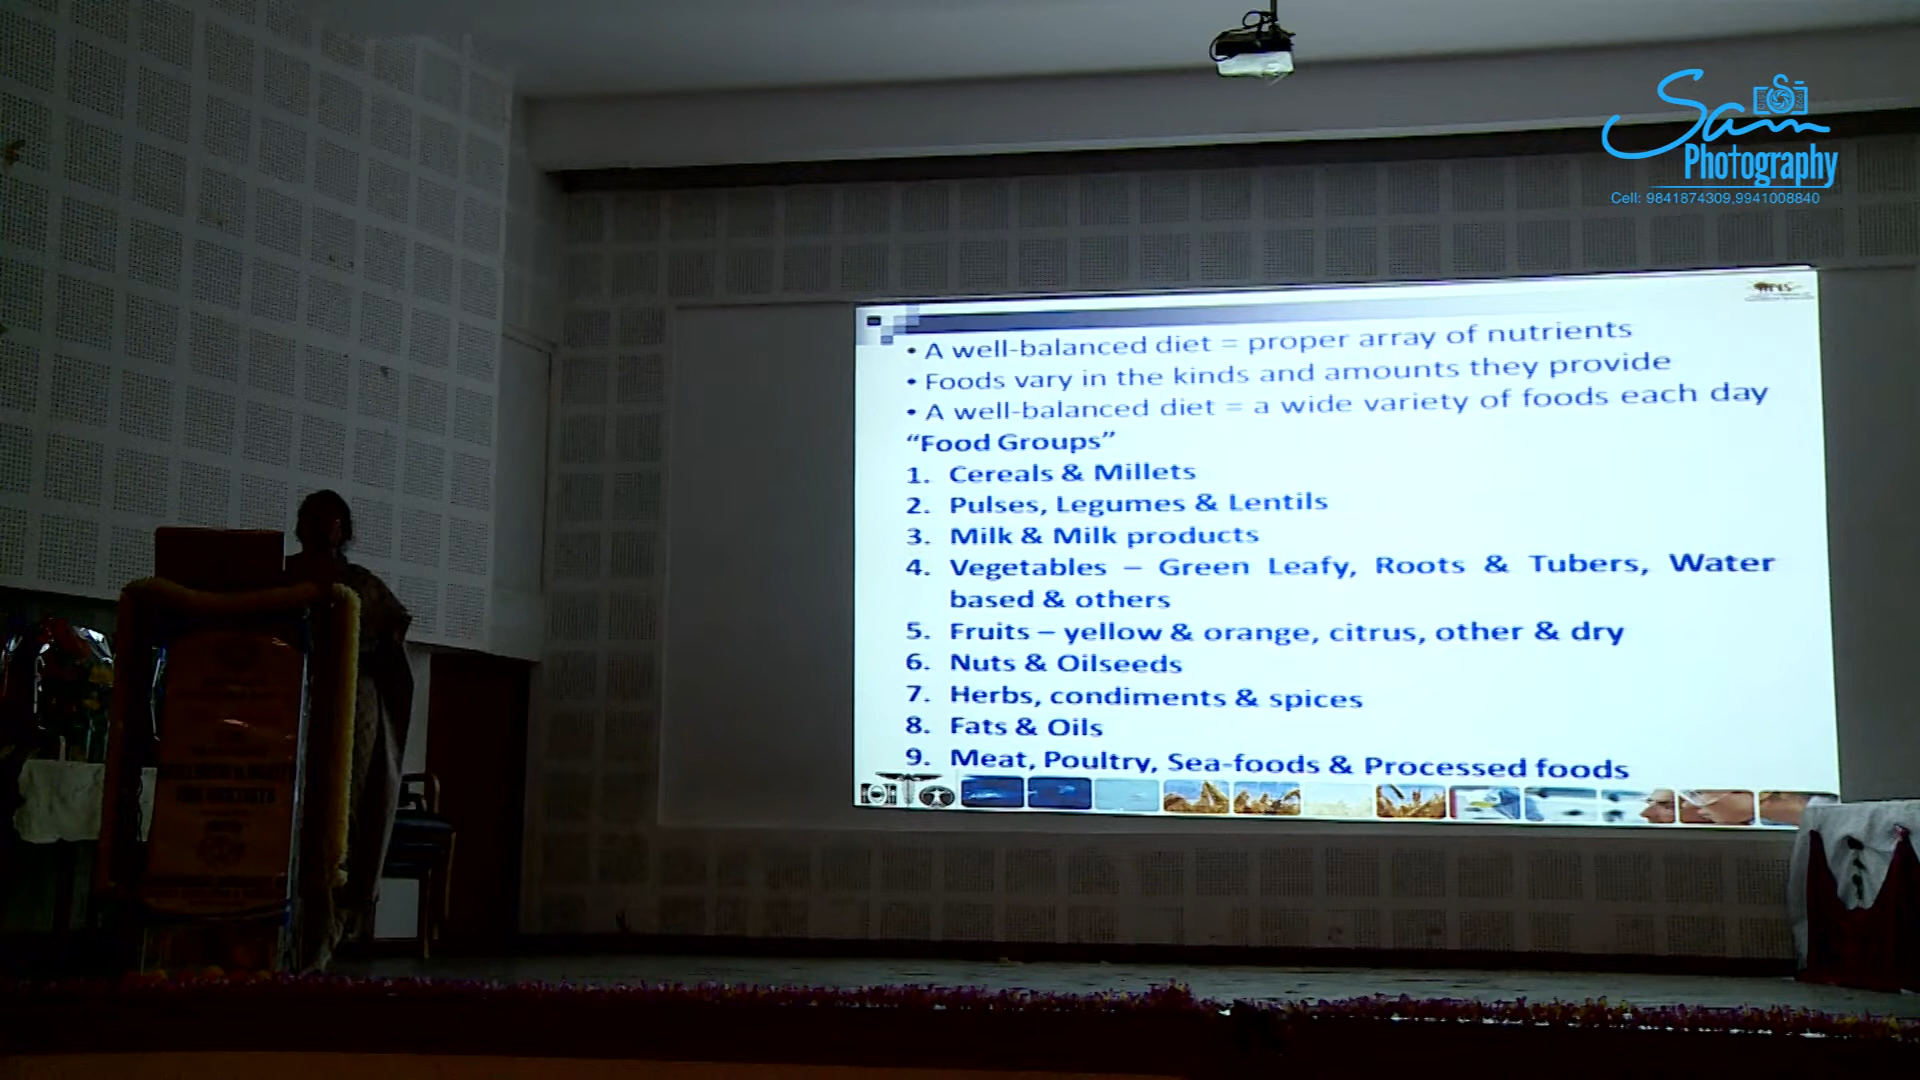 Sam
Photography
Cell: 9841874309,9941008840
• A well-balanced diet = proper array of nutrients
• Foods vary in the kinds and amounts they provide
• A well-balanced diet = a wide variety of foods each day
“Food Groups”
1. Cereals & Millets
2. Pulses, Legumes & Lentils
3. Milk & Milk products
4. Vegetables – Green Leafy, Roots & Tubers, Water
based & others
5. Fruits – yellow & orange, citrus, other & dry
6. Nuts & Oilseeds
7. Herbs, condiments & spices
8. Fats & Oils
9. Meat, Poultry, Sea-foods & Processed foods